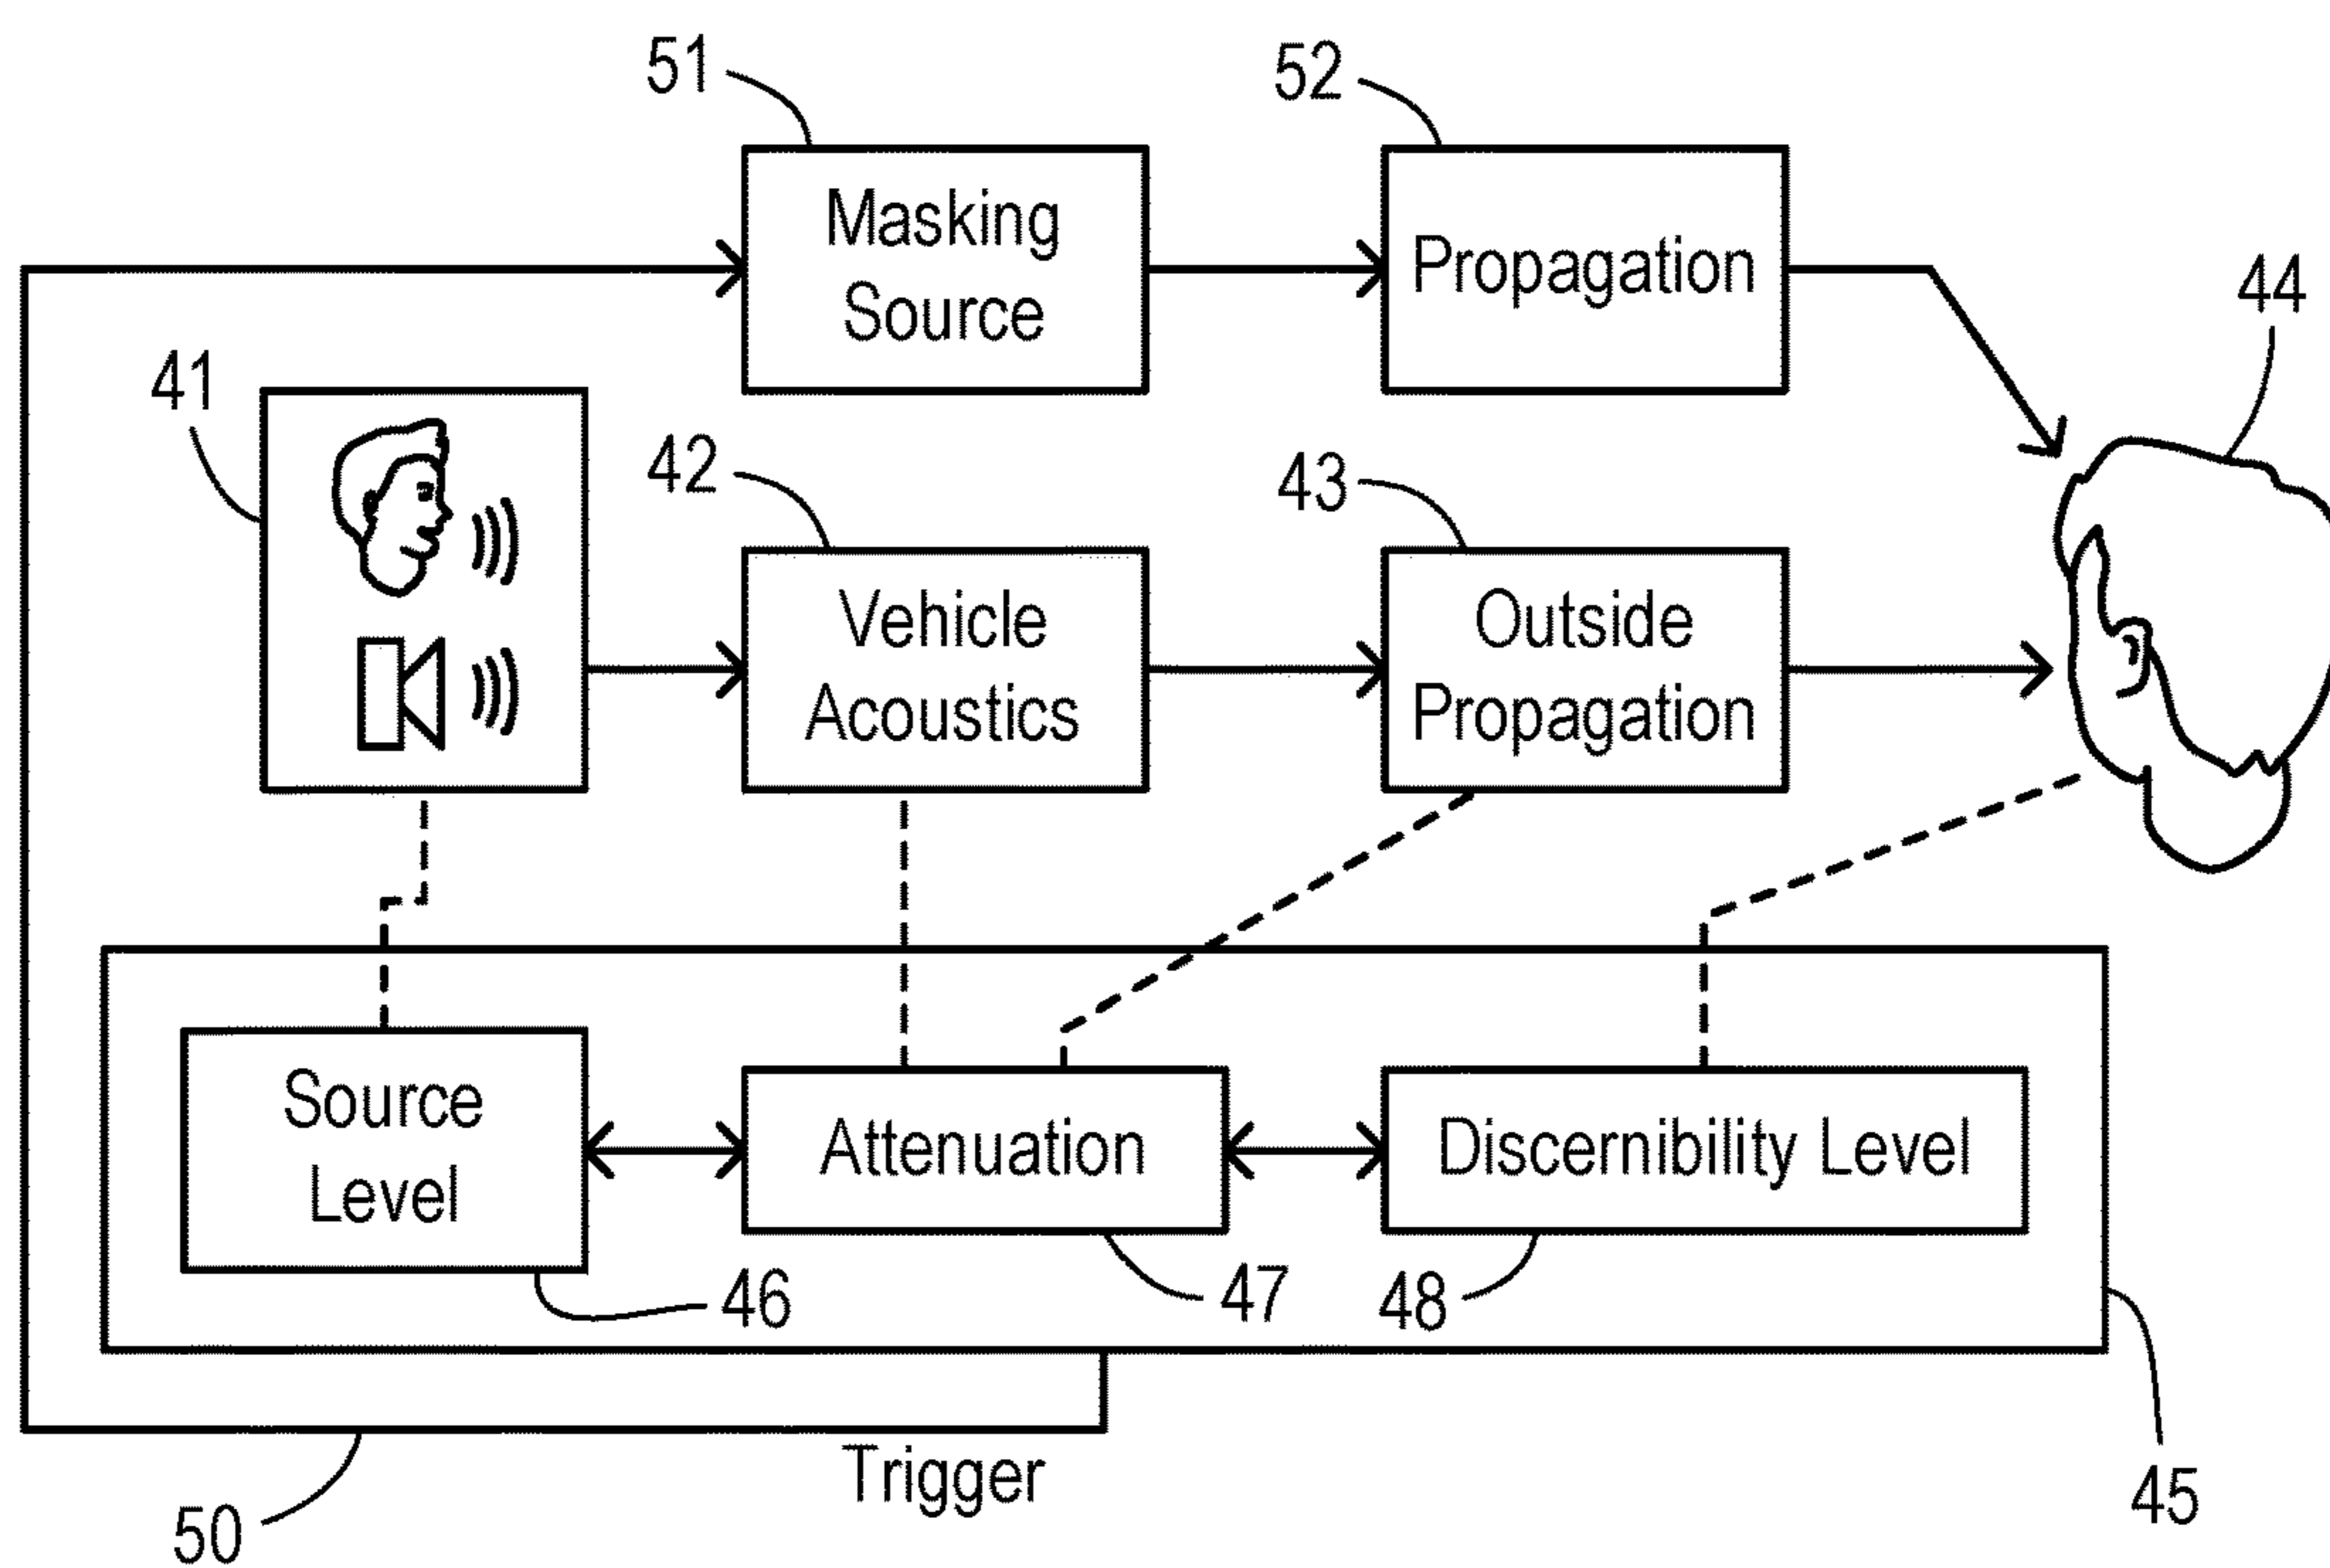 51
52
Masking
Source
Propagation
44
41
42
43
Vehicle
Acoustics
Outside
Propagation
Source
Level
Attenuation
Discernibility Level
46
47
48
Trigger
45
50